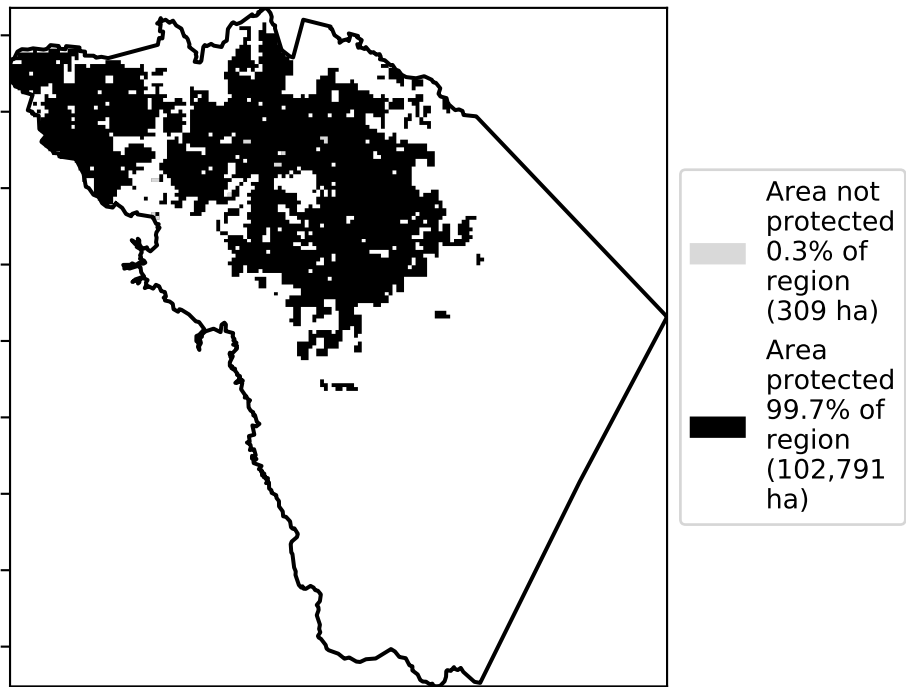 Area not
protected
0.3% of
region
(309 ha)
Area
protected
99.7% of
region
(102,791
ha)